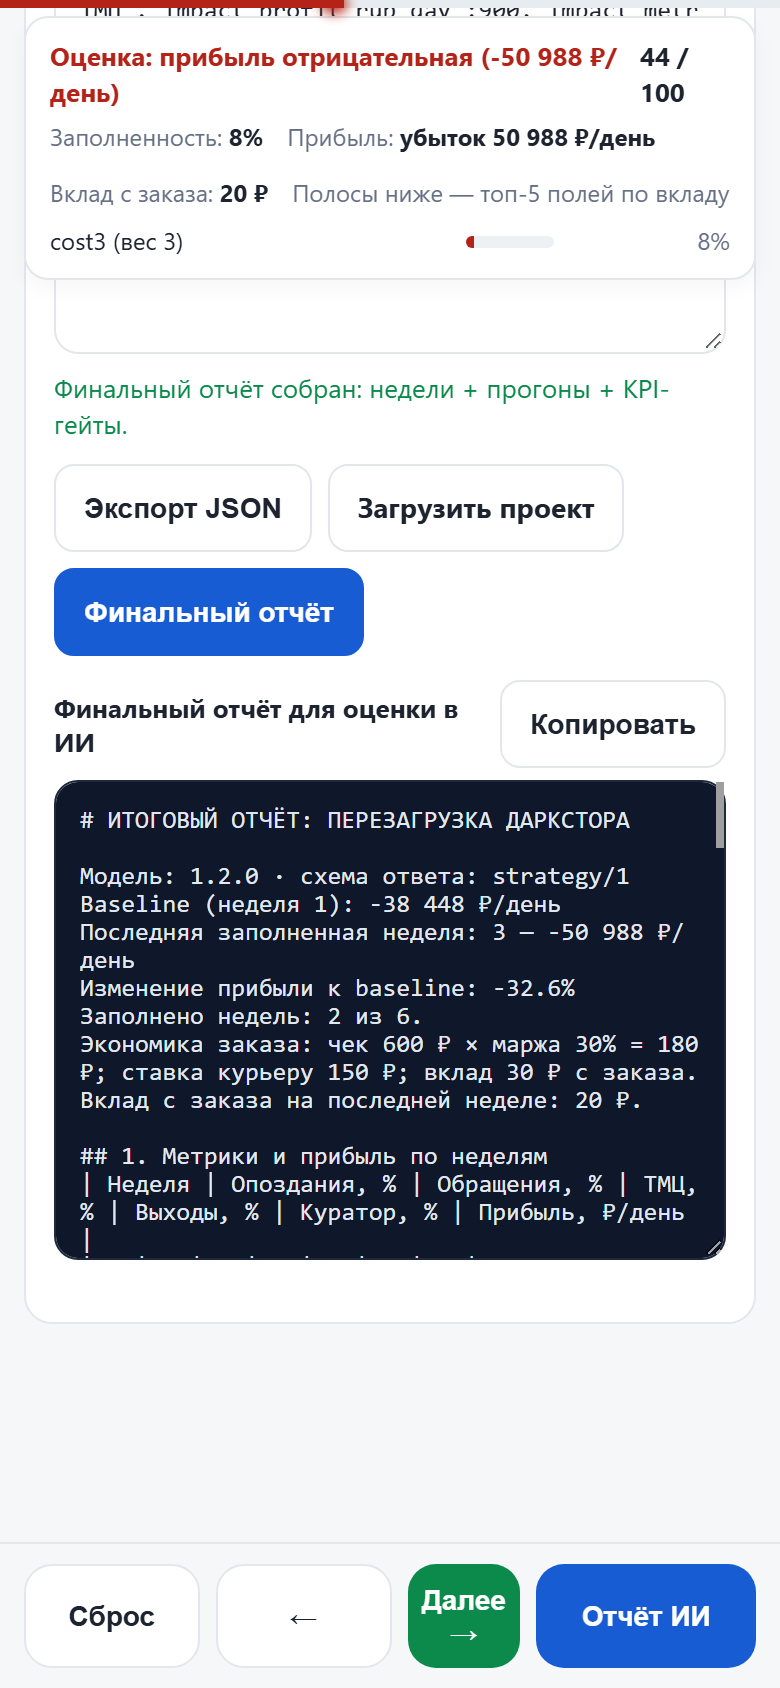 Оценка: прибыль отрицательная (-50 988 ₽/
день)
44 /
100
Заполненность: 8% Прибыль: убыток 50 988 ₽/день
Вклад с заказа: 20 ₽ Полосы ниже — топ-5 полей по вкладу
cost3 (вес 3) 8%
Финальный отчёт собран: недели + прогоны + KPI-
гейты.
Экспорт JSON
Загрузить проект
Финальный отчёт
Финальный отчёт для оценки в
ИИ
Копировать
# ИТОГОВЫЙ ОТЧЁТ: ПЕРЕЗАГРУЗКА ДАРКСТОРА
Модель: 1.2.0 · схема ответа: strategy/1
Baseline (неделя 1): -38 448 ₽/день
Последняя заполненная неделя: 3 — -50 988 ₽/
день
Изменение прибыли к baseline: -32.6%
Заполнено недель: 2 из 6.
Экономика заказа: чек 600 ₽ × маржа 30% = 180
₽; ставка курьеру 150 ₽; вклад 30 ₽ с заказа.
Вклад с заказа на последней неделе: 20 ₽.
## 1. Метрики и прибыль по неделям
| Неделя | Опоздания, % | Обращения, % | ТМЦ,
% | Выходы, % | Куратор, % | Прибыль, ₽/день
|
Сброс
←
Далее
→
Отчёт ИИ